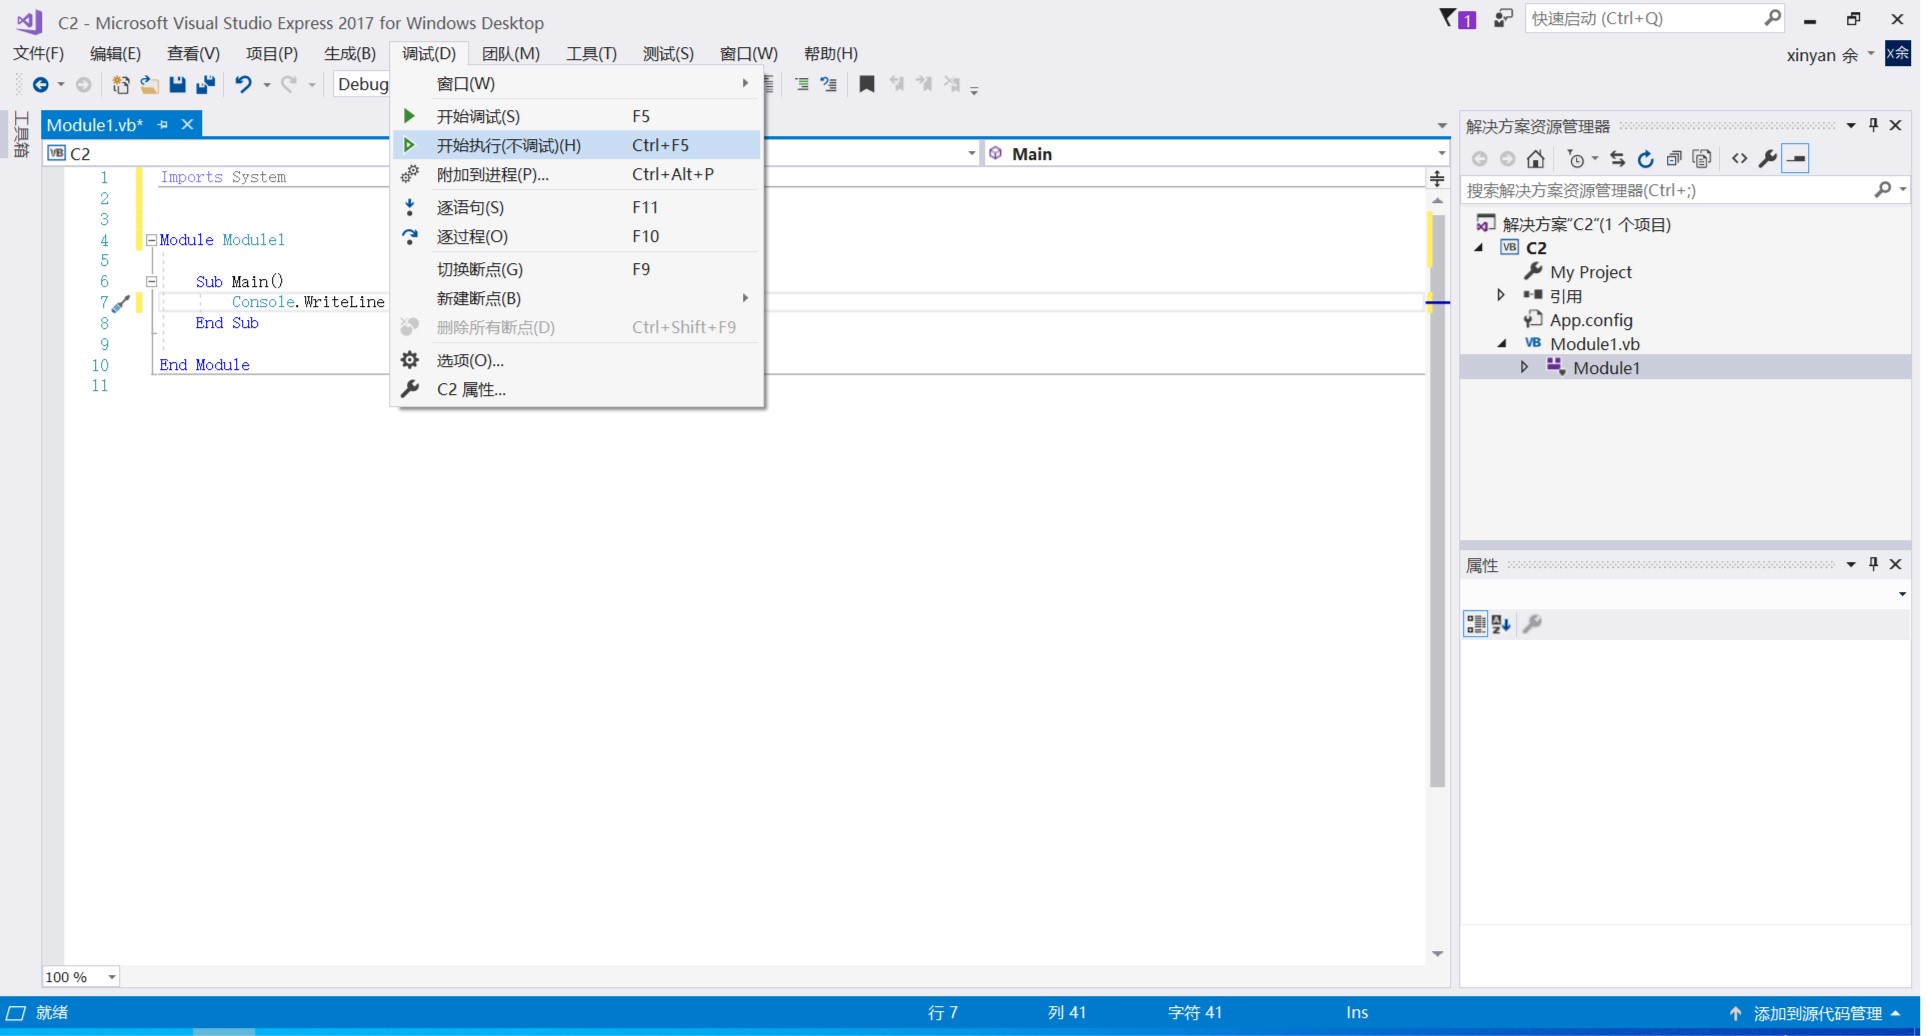 C2 - Microsoft Visual Studio Express 2017 for Windows Desktop
1
快速启动 (Ctrl+Q)
文件(F) 编辑(E) 查看(V) 项目(P) 生成(B) 调试(D) 团队(M) 工具(T) 测试(S) 窗口(W) 帮助(H)
xinyan 余
X余
Debug
工具箱
Module1.vb*
VB C2
Main
窗口(W)
开始调试(S) F5
开始执行(不调试)(H) Ctrl+F5
附加到进程(P)... Ctrl+Alt+P
逐语句(S) F11
逐过程(O) F10
切换断点(G) F9
新建断点(B)
删除所有断点(D) Ctrl+Shift+F9
选项(O)...
C2 属性...
1 Imports System
2
3
4 Module Module1
5
6 Sub Main()
7 Console.WriteLine
8 End Sub
9
10 End Module
11
100 %
解决方案资源管理器
搜索解决方案资源管理器(Ctrl+;)
解决方案"C2"(1 个项目)
VB C2
My Project
引用
App.config
VB Module1.vb
Module1
属性
就绪
行 7
列 41
字符 41
Ins
添加到源代码管理